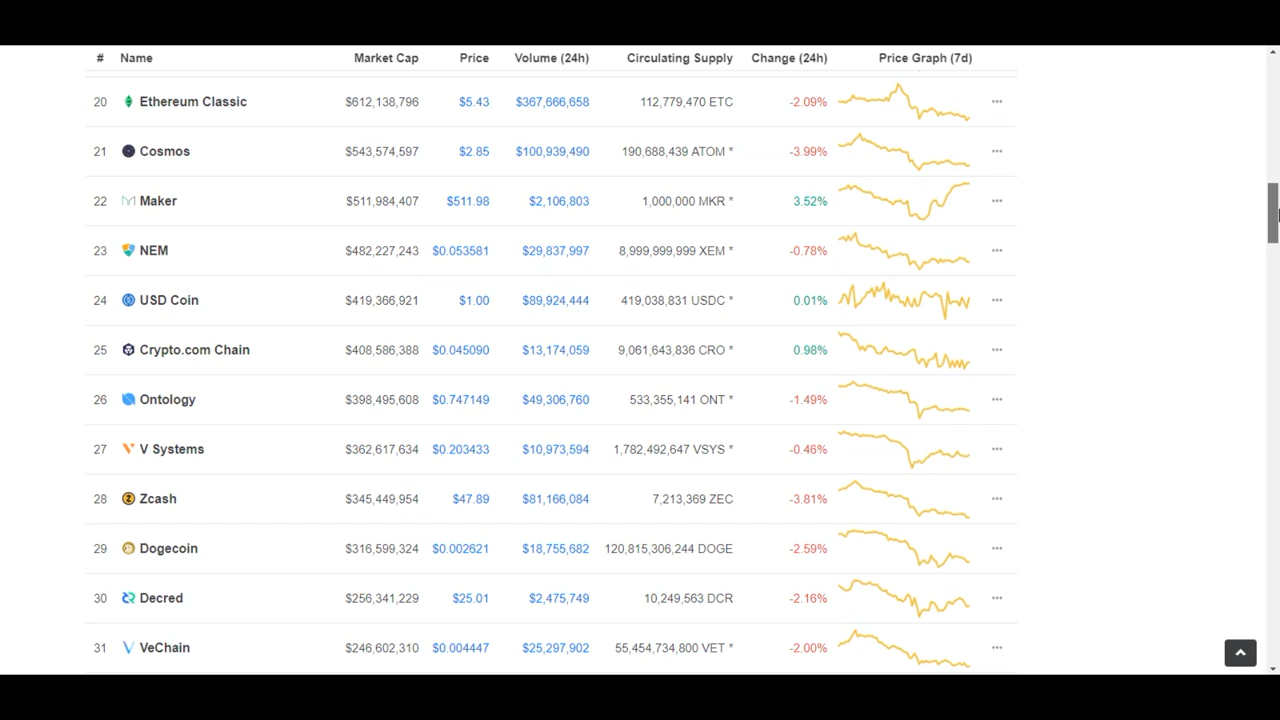 # Name Market Cap Price Volume (24h) Circulating Supply Change (24h) Price Graph (7d)
20 Ethereum Classic $612,138,796 $5.43 $367,666,658 112,779,470 ETC -2.09%
21 Cosmos $543,574,597 $2.85 $100,939,490 190,688,439 ATOM * -3.99%
22 Maker $511,984,407 $511.98 $2,106,803 1,000,000 MKR * 3.52%
23 NEM $482,227,243 $0.053581 $29,837,997 8,999,999,999 XEM * -0.78%
24 USD Coin $419,366,921 $1.00 $89,924,444 419,038,831 USDC * 0.01%
25 Crypto.com Chain $408,586,388 $0.045090 $13,174,059 9,061,643,836 CRO * 0.98%
26 Ontology $398,495,608 $0.747149 $49,306,760 533,355,141 ONT * -1.49%
27 V Systems $362,617,634 $0.203433 $10,973,594 1,782,492,647 VSYS * -0.46%
28 Zcash $345,449,954 $47.89 $81,166,084 7,213,369 ZEC -3.81%
29 Dogecoin $316,599,324 $0.002621 $18,755,682 120,815,306,244 DOGE -2.59%
30 Decred $256,341,229 $25.01 $2,475,749 10,249,563 DCR -2.16%
31 VeChain $246,602,310 $0.004447 $25,297,902 55,454,734,800 VET * -2.00%